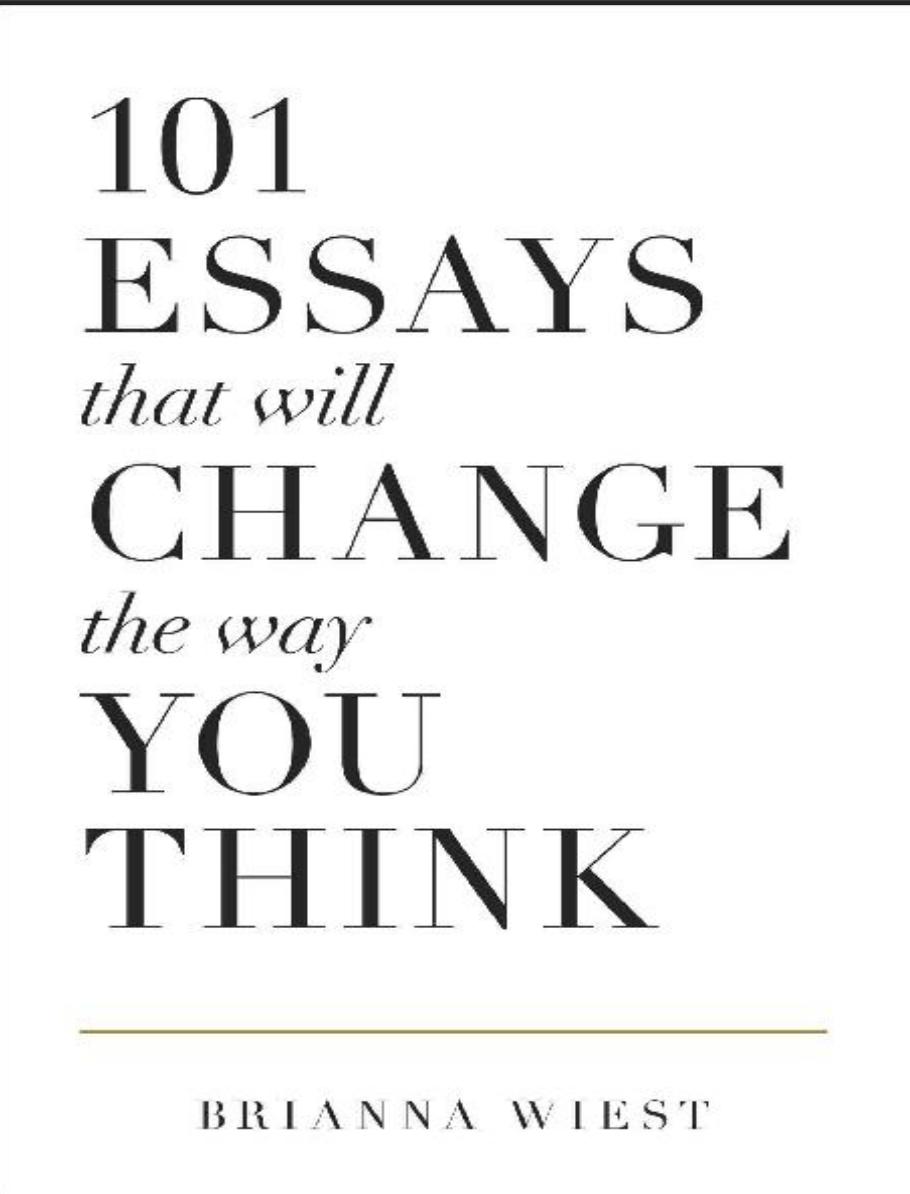 101
ESSAYS
that will
CHANGE
the way
YOU
THINK
BRIANNA WIEST